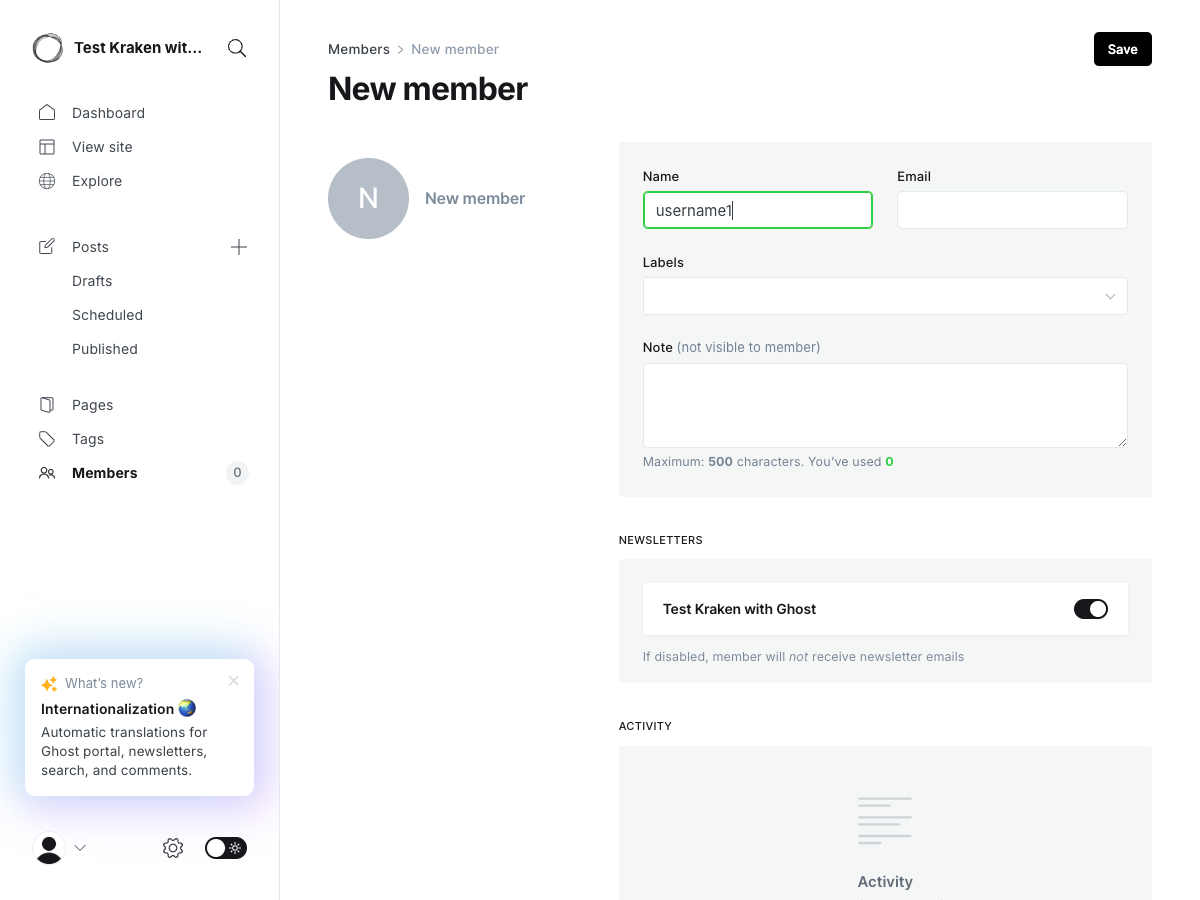 Test Kraken wit...
Dashboard
View site
Explore
Posts
Drafts
Scheduled
Published
Pages
Tags
Members 0
What's new?
Internationalization
Automatic translations for
Ghost portal, newsletters,
search, and comments.
Members New member
Save
New member
N New member
Name
username1
Email
Labels
Note (not visible to member)
Maximum: 500 characters. You've used 0
NEWSLETTERS
Test Kraken with Ghost
If disabled, member will not receive newsletter emails
ACTIVITY
Activity